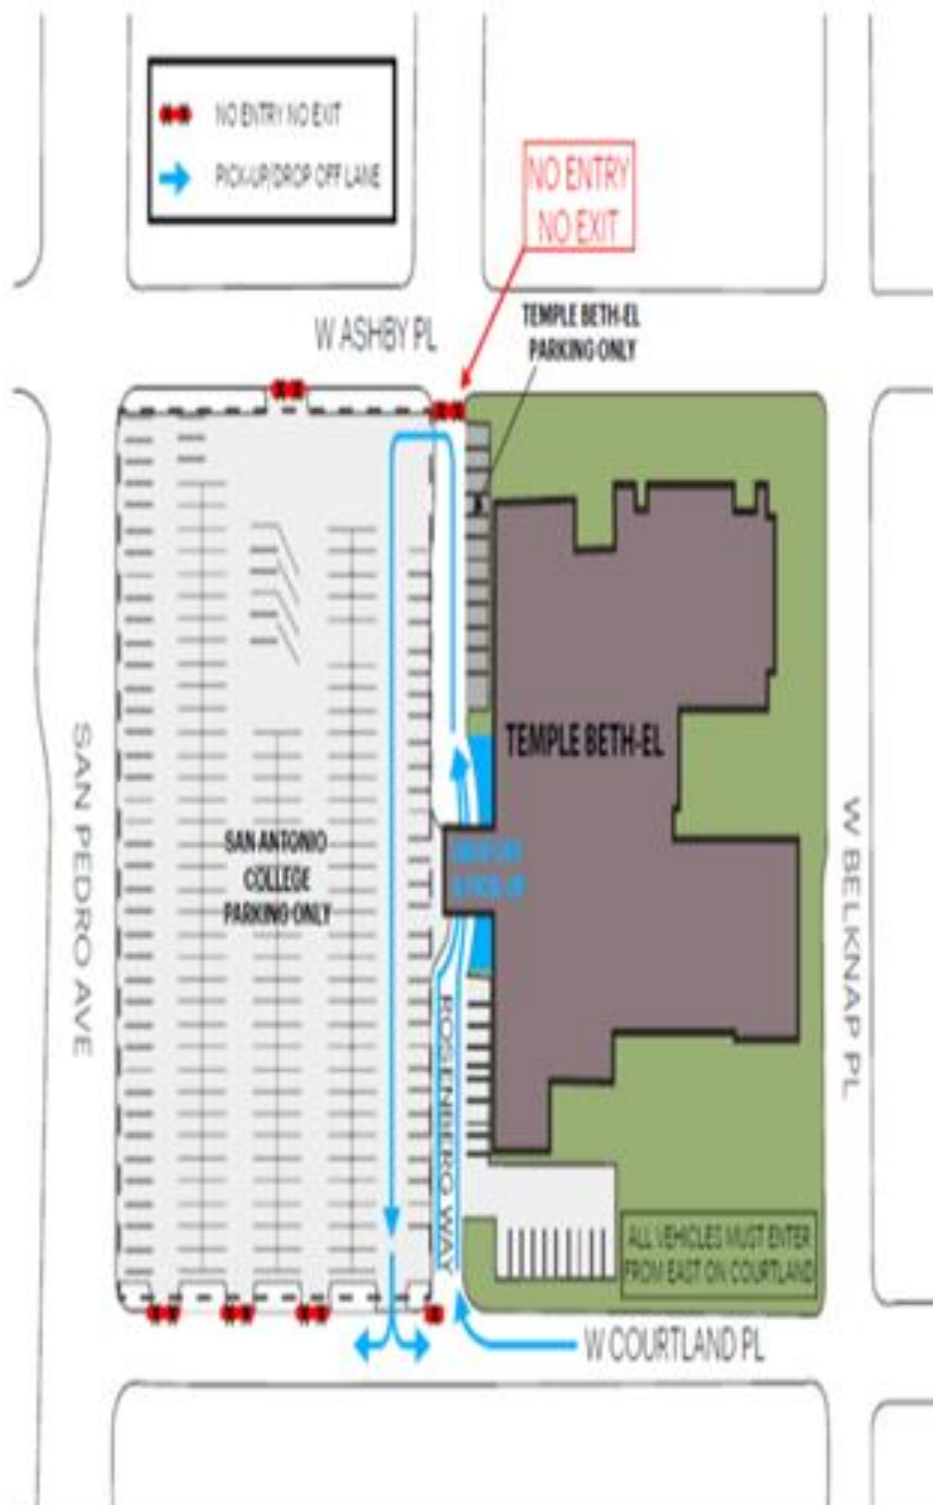 NO ENTRY NO EXIT
PICK-UP/DROP OFF LANE
NO ENTRY
NO EXIT
W ASHBY PL
TEMPLE BETH-EL
PARKING ONLY
SAN PEDRO AVE
SAN ANTONIO
COLLEGE
PARKING ONLY
TEMPLE BETH-EL
ROSENBERG WAY
W BELKNAP PL
ALL VEHICLES MUST ENTER
FROM EAST ON COURTLAND
W COURTLAND PL